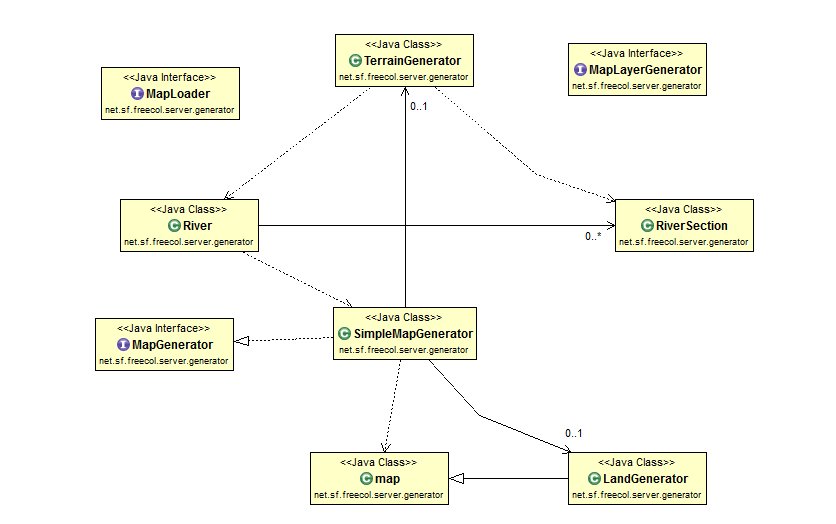 <<Java Class>>
TerrainGenerator
net.sf.freecol.server.generator
<<Java Interface>>
MapLayerGenerator
net.sf.freecol.server.generator
<<Java Interface>>
MapLoader
net.sf.freecol.server.generator
0..1
<<Java Class>>
River
net.sf.freecol.server.generator
<<Java Class>>
RiverSection
net.sf.freecol.server.generator
0..*
<<Java Class>>
SimpleMapGenerator
net.sf.freecol.server.generator
<<Java Interface>>
MapGenerator
net.sf.freecol.server.generator
0..1
<<Java Class>>
map
net.sf.freecol.server.generator
<<Java Class>>
LandGenerator
net.sf.freecol.server.generator